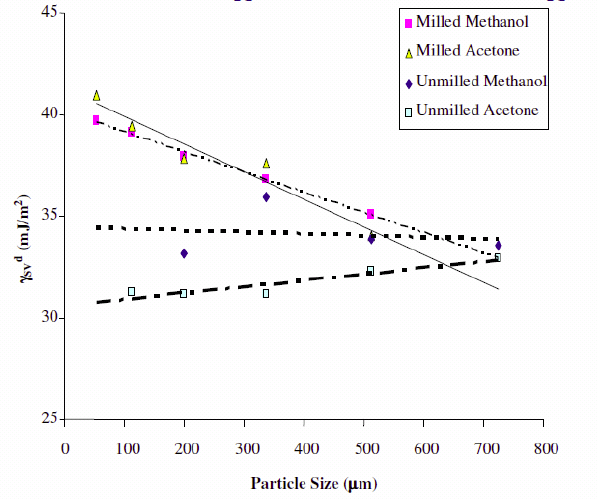 45
40
35
30
25
γsv d (mJ/m2)
Milled Methanol
Milled Acetone
Unmilled Methanol
Unmilled Acetone
0 100 200 300 400 500 600 700 800
Particle Size (μm)